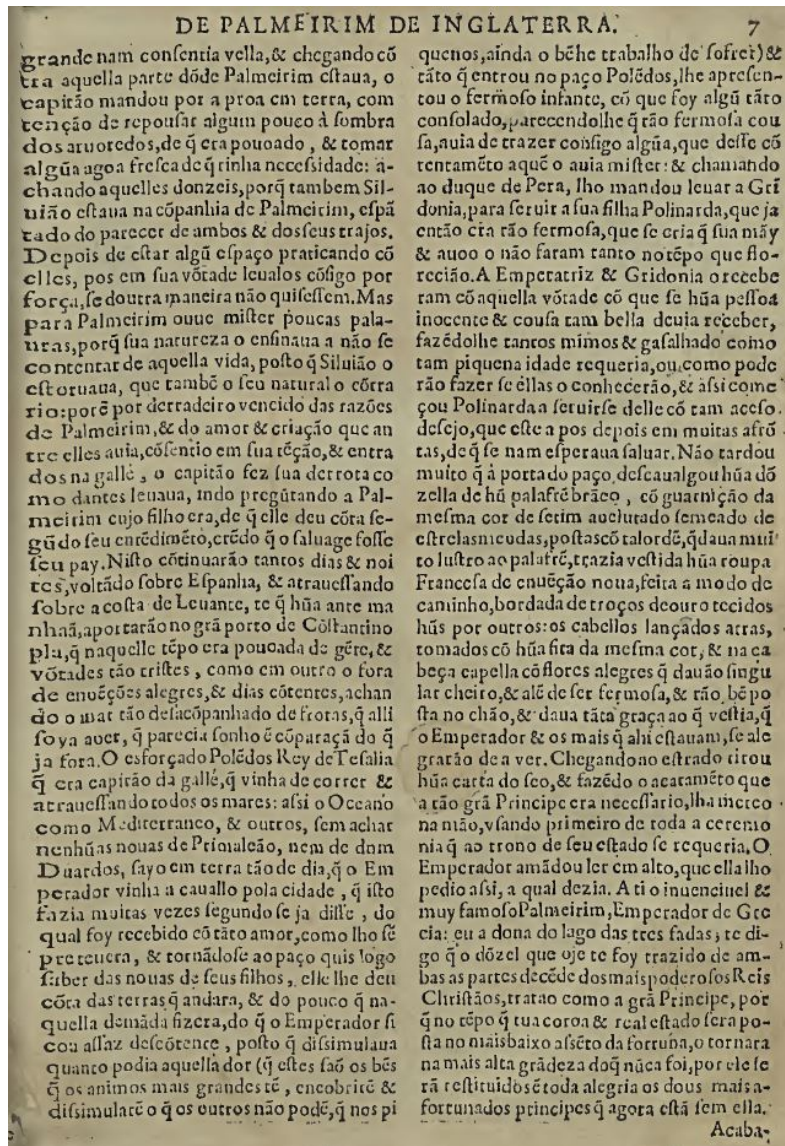 DE PALMEIRIM DE INGLATERRA. 7
grande nam conſentia vella,& chegando cõ
tra aquella parte dõde Palmeirim eſtaua, o
capitão mandou por a proa em terra, com
tenção de repouſar algum pouco á ſombra
dos aruoredos,de q̃ era pouoado , & tomar
algũa agoa freſca de q̃ tinha neceſsidade: a-
chando aquelles donzeis,porq̃ tambem Sil-
uião eſtaua na cõpanhia de Palmeirim, eſpã
tado do parecer de ambos & dos ſeus trajos.
Depois de eſtar algũ eſpaço praticando cõ
elles, pos em ſua võtade leualos cõſigo por
força,ſe doutra maneira não quiſeſſem.Mas
para Palmeirim ouue miſter poucas pala-
uras,porq̃ ſua natureza o enſinaua a não ſe
contentar de aquella vida, poſto q̃ Siluião o
eſtoruaua, que tambẽ o ſeu natural o cõtra
rio:porẽ por derradeiro vencido das razões
de Palmeirim,& do amor & criação que an
tre elles auia,cõſentio em ſua tẽção,& entra
dos na gallé , o capitão fez ſua derrota co
mo dantes leuaua, indo pregũtando a Pal-
meirim cujo filho era,de q̃ elle deu cõta ſe-
gũdo ſeu entẽdimẽto,crẽdo q̃ o ſaluage foſſe
ſeu pay.Niſto cõtinuarão tantos dias & noi
tes,voltãdo ſobre Eſpanha, & atraueſſando
ſobre a coſta de Leuante, te q̃ hũa ante ma
nhaã,aportarão no grã porto de Cõſtantino
pla,q̃ naquelle tẽpo era pouoada de gẽte,&
võtades tão triſtes , como em outro o fora
de enuẽções alegres,& dias cõtentes,achan
do o mar tão deſacõpanhado de frotas,q̃ alli
ſoya auer, q̃ parecia ſonho ẽ cõparaçã do q̃
ja fora.O esforçado Polẽdos Rey de Teſalia
q̃ era capitão da gallé,q̃ vinha de correr &
atraueſſando todos os mares: aſsi o Oceano
como Mediterraneo, & outros, ſem achar
nenhũas nouas de Primaleão, nem de dom
Duardos, ſayo em terra tão de dia,q̃ o Em
perador vinha a cauallo pola cidade , q̃ iſto
fazia muitas vezes ſegundo ſe ja diſſe , do
qual foy recebido cõ tãto amor,como lho ſẽ
pre teuera, & tornãdoſe ao paço quis logo
ſaber das nouas de ſeus filhos, elle lhe deu
cõta das terras q̃ andara, & do pouco q̃ na-
quella demãda fizera,do q̃ o Emperador fi
cou aſſaz deſcõtente , poſto q̃ diſsimulaua
quanto podia aquella dor (q̃ eſtes ſaõ os bẽs
q̃ os animos mais grandes tẽ , encobrirẽ &
diſsimularẽ o q̃ os outros não podẽ,q̃ nos pi
quenos,ainda o bẽ he trabalho de ſofrer) &
tãto q̃ entrou no paço Polẽdos,lhe apreſen-
tou o fermoſo infante, cõ que foy algũ tãto
conſolado,parecendolhe q̃ tão fermoſa cou
ſa,auia de trazer conſigo algũa,que deſſe cõ
tentamẽto aquẽ o auia miſter: & chamando
ao duque de Pera, lho mandou leuar a Gri
donia,para ſeruir a ſua filha Polinarda,que ja
então era tão fermoſa,que ſe cria q̃ ſua mãy
& auoo o não foram tanto no tẽpo que flo-
recião.A Emperatriz & Gridonia o recebe
ram cõ aquella võtade cõ que ſe hũa peſſoa
inocente & couſa tam bella deuia receber,
fazẽdolhe tantos mimos & gaſalhado como
tam piquena idade requeria,ou como pode
rão fazer ſe ellas o conhecerão,& aſsi come
çou Polinarda a ſeruirſe delle cõ tam aceſo
deſejo,que eſte a pos depois em muitas afrõ
tas,de q̃ ſe nam eſperaua ſaluar.Não tardou
muito q̃ á porta do paço deſcaualgou hũa dõ
zella de hũ palafrẽ brãco , cõ guarnição da
meſma cor de ſetim auelutado ſemeado de
eſtrelas meudas,poſtas cõ tal ordẽ,q̃ daua mui
to luſtro ao palafrẽ,trazia veſtida hũa roupa
Franceſa de enuẽção noua,feita a modo de
caminho,bordada de troços de ouro tecidos
hũs por outros:os cabellos lançados atras,
tomados cõ hũa fita da meſma cor, & na ca
beça capella cõ flores alegres q̃ dauão ſingu
lar cheiro,& alẽ de ſer fermoſa,& tão bẽ po
ſta no chão,& daua tãta graça ao q̃ veſtia,q̃
o Emperador & os mais q̃ ahi eſtauam,ſe ale
grarão de a ver. Chegando no eſtrado tirou
hũa carta do ſeo,& fazẽdo o acatamẽto que
a tão grã Principe era neceſſario,lha meteo
na mão,vſando primeiro de toda a ceremo
nia q̃ ao trono de ſeu eſtado ſe requeria.O
Emperador a mãdou ler em alto,que ella lho
pedio aſsi, a qual dezia. A ti o inuenciuel &
muy famoſo Palmeirim,Emperador de Gre
cia: eu a dona do lago das tres fadas, te di-
go q̃ o dõzel que oje te foy trazido de am-
bas as partes decẽde dos mais poderoſos Reis
Chriſtãos,tratao como a grã Principe, por
q̃ no tẽpo q̃ tua coroa & real eſtado ſera po-
ſta no mais baixo aſsẽto da fortuna,o tornara
na mais alta grãdeza do q̃ nũca foi,por ele ſe
rã reſtituidos ẽ toda alegria os dous mais a-
fortunados principes q̃ agora eſtã ſem ella.
Acaba-